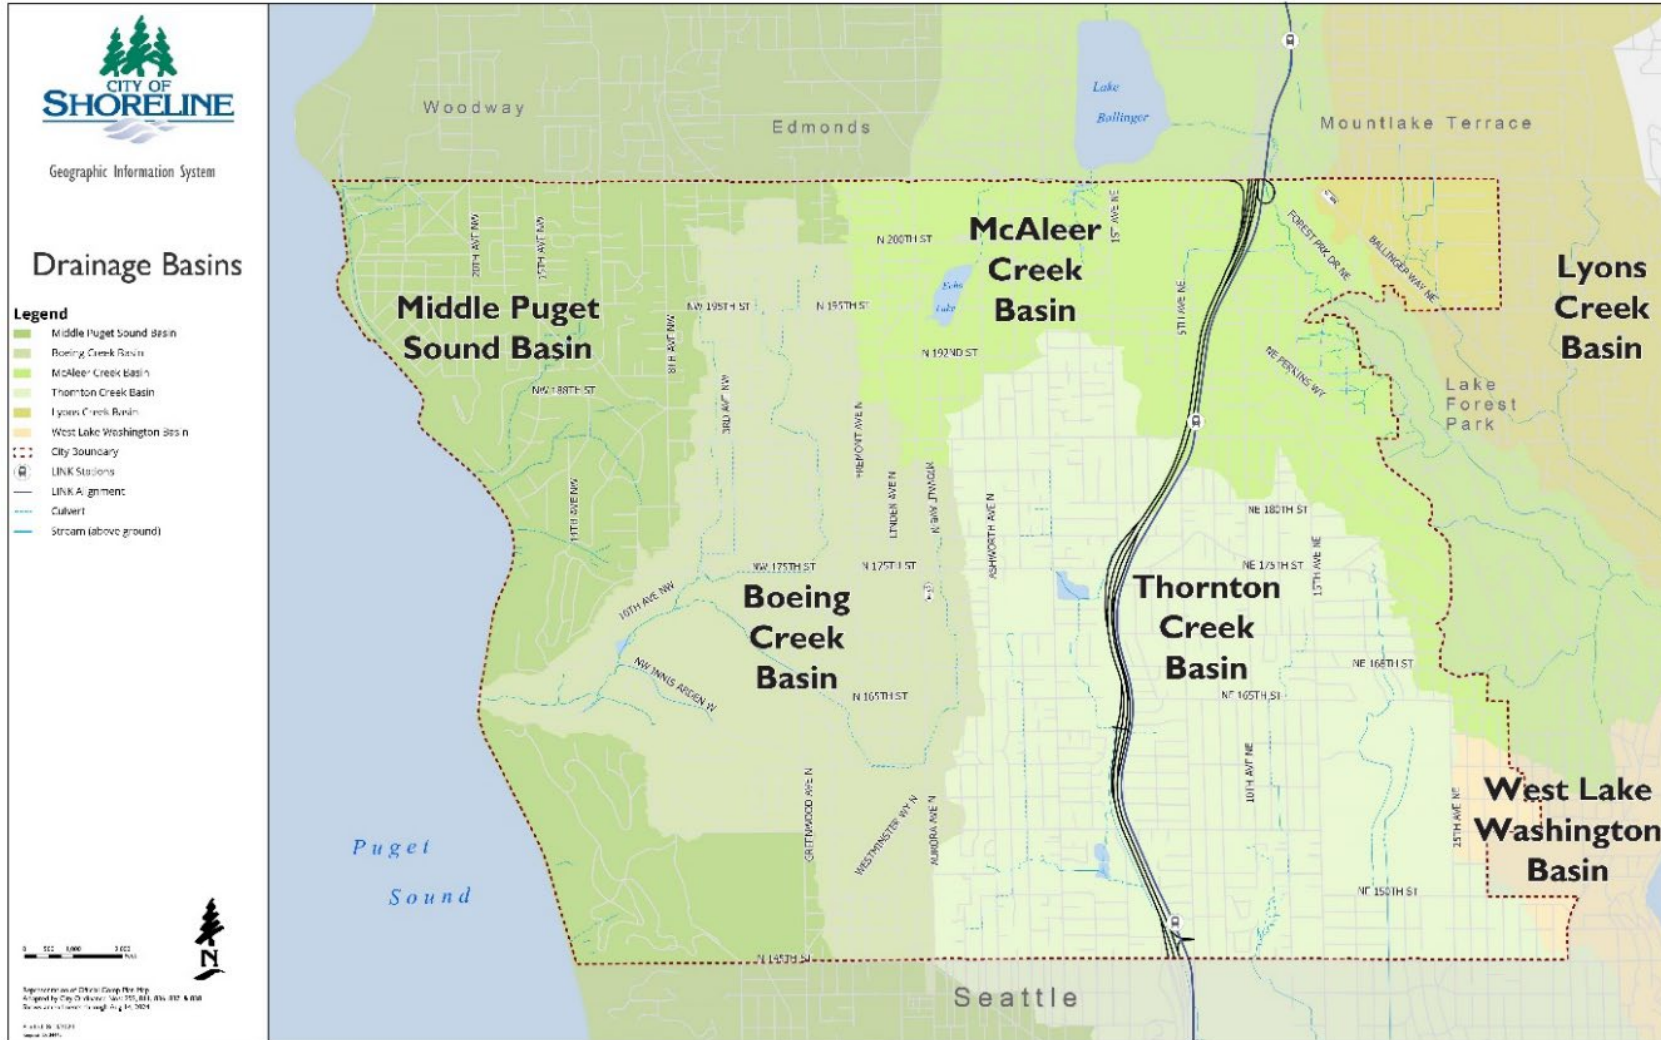 CITY OF
SHORELINE
Geographic Information System
Drainage Basins
Legend
Middle Puget Sound Basin
Boeing Creek Basin
McAleer Creek Basin
Thornton Creek Basin
Lyons Creek Basin
West Lake Washington Basin
City Boundary
LINK Stations
LINK Alignment
Culvert
Stream (above ground)
N
Woodway
Edmonds
Lake
Ballinger
Mountlake Terrace
20TH AVE NW
15TH AVE NW
N 200TH ST
McAleer
Creek
Basin
1ST AVE NE
FOREST PRK DR NE
BALLINGER WAY NE
Lyons
Creek
Basin
Middle Puget
Sound Basin
8TH AVE NW
NW 195TH ST
N 195TH ST
Echo
Lake
5TH AVE NE
N 192ND ST
NE PERKINS WY
NW 188TH ST
3RD AVE NW
FREMONT AVE N
Lake
Forest
Park
LINDEN AVE N
MIDVALE AVE N
ASHWORTH AVE N
NE 180TH ST
NW 175TH ST
N 175TH ST
NE 175TH ST
15TH AVE NE
10TH AVE NW
Boeing
Creek
Basin
Thornton
Creek
Basin
NW INNIS ARDEN W
N 165TH ST
NE 168TH ST
NE 165TH ST
10TH AVE NE
25TH AVE NE
West Lake
Washington
Basin
GREENWOOD AVE N
WESTMINSTER WY N
AURORA AVE N
Puget
Sound
NE 150TH ST
N 145TH ST
Seattle